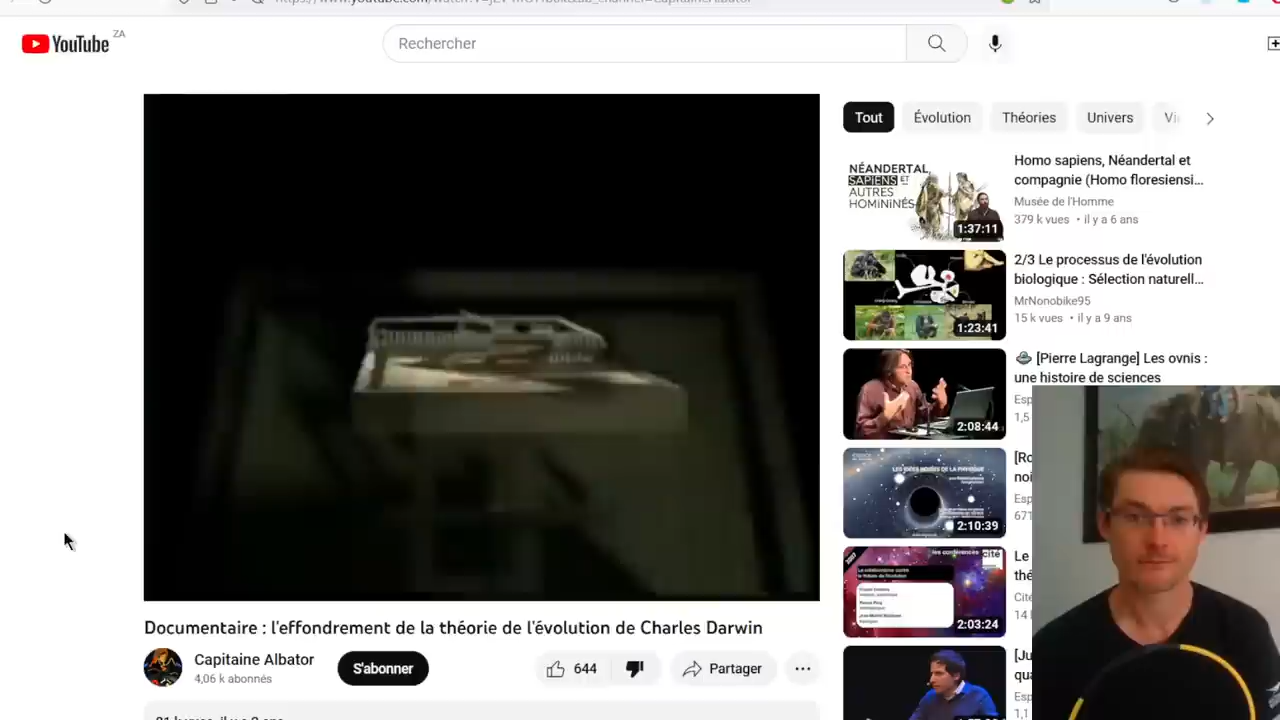 YouTube
ZA
Rechercher
Tout
Évolution
Théories
Univers
NÉANDERTAL,
SAPIENS ET
AUTRES
HOMININÉS
1:37:11
Homo sapiens, Néandertal et
compagnie (Homo floresiensi...
Musée de l'Homme
379 k vues • il y a 6 ans
1:23:41
2/3 Le processus de l'évolution
biologique : Sélection naturell...
MrNonobike95
15 k vues • il y a 9 ans
2:08:44
[Pierre Lagrange] Les ovnis :
une histoire de sciences
2:10:39
2:03:24
Documentaire : l'effondrement de la théorie de l'évolution de Charles Darwin
Capitaine Albator
4,06 k abonnés
S'abonner
644
Partager